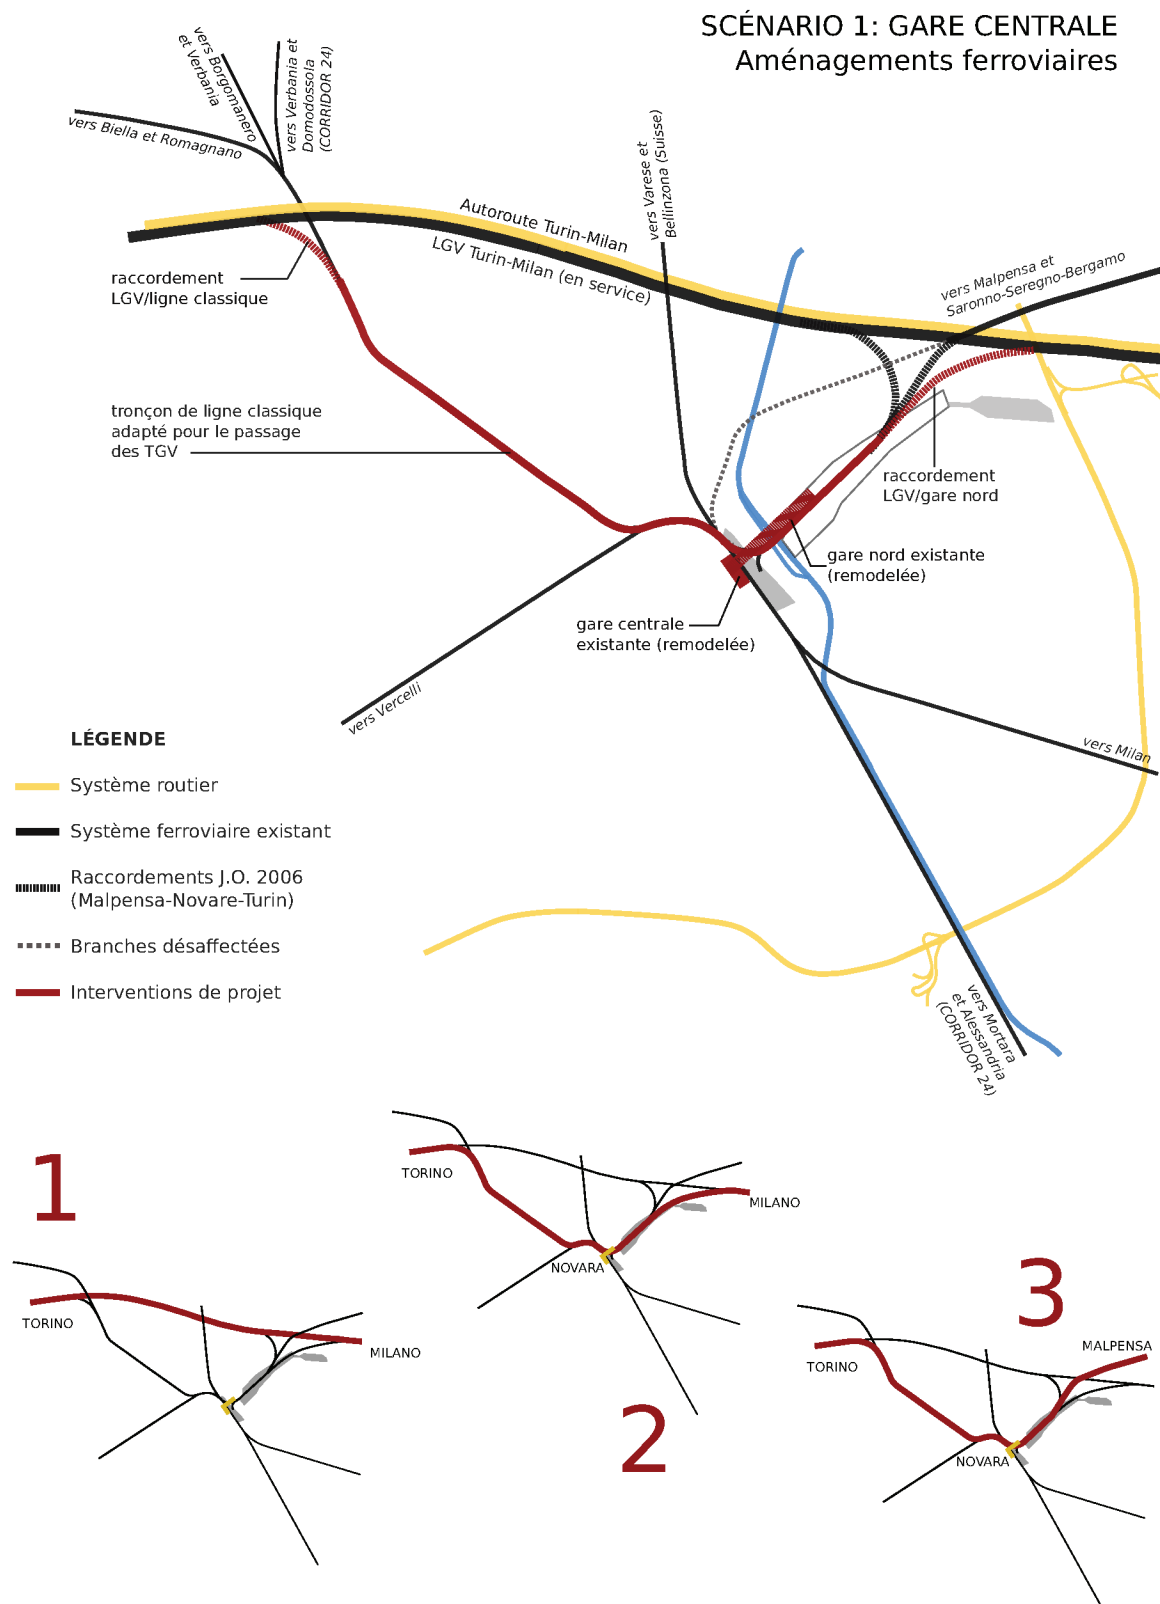 SCÉNARIO 1: GARE CENTRALE
Aménagements ferroviaires
vers Borgomanero
et Verbania
vers Verbania et
Domodossola
(CORRIDOR 24)
vers Biella et Romagnano
vers Varese et
Bellinzona (Suisse)
Autoroute Turin-Milan
LGV Turin-Milan (en service)
vers Malpensa et
Saronno-Seregno-Bergamo
raccordement
LGV/ligne classique
tronçon de ligne classique
adapté pour le passage
des TGV
raccordement
LGV/gare nord
gare nord existante
(remodelée)
gare centrale
existante (remodelée)
vers Vercelli
vers Milan
LÉGENDE
Système routier
Système ferroviaire existant
Raccordements J.O. 2006
(Malpensa-Novare-Turin)
Branches désaffectées
Interventions de projet
vers Mortara
et Alessandria
(CORRIDOR 24)
1
TORINO
MILANO
TORINO
MILANO
NOVARA
2
3
MALPENSA
TORINO
NOVARA